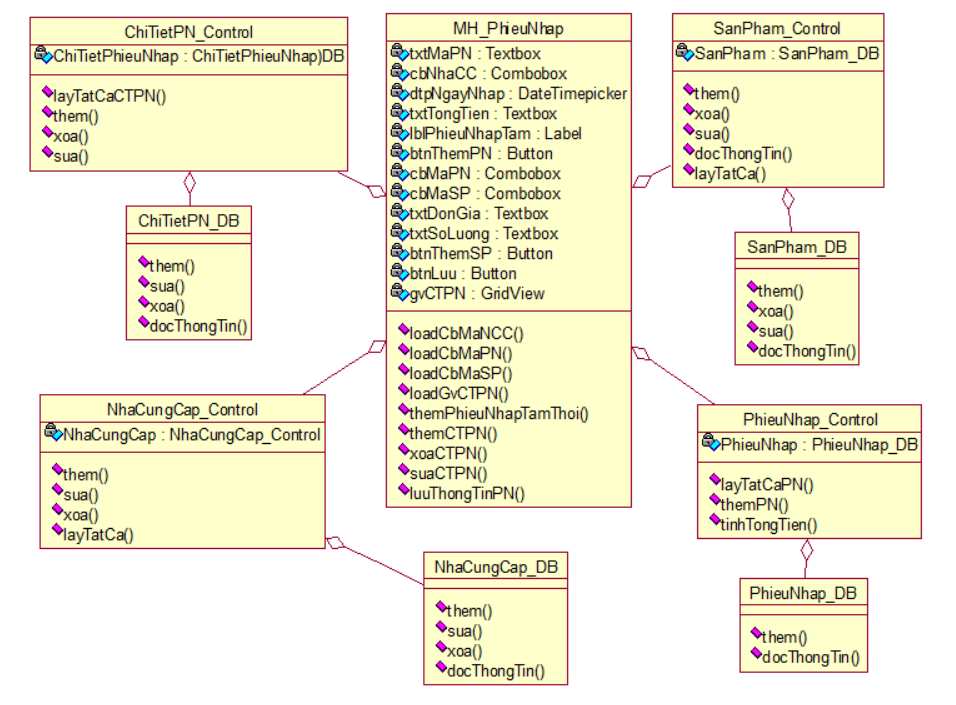 ChiTietPN_Control
ChiTietPhieuNhap : ChiTietPhieuNhap)DB
layTatCaCTPN()
them()
xoa()
sua()
ChiTietPN_DB
them()
sua()
xoa()
docThongTin()
MH_PhieuNhap
txtMaPN : Textbox
cbNhaCC : Combobox
dtpNgayNhap : DateTimepicker
txtTongTien : Textbox
lblPhieuNhapTam : Label
btnThemPN : Button
cbMaPN : Combobox
cbMaSP : Combobox
txtDonGia : Textbox
txtSoLuong : Textbox
btnThemSP : Button
btnLuu : Button
gvCTPN : GridView
loadCbMaNCC()
loadCbMaPN()
loadCbMaSP()
loadGvCTPN()
themPhieuNhapTamThoi()
themCTPN()
xoaCTPN()
suaCTPN()
luuThongTinPN()
SanPham_Control
SanPham : SanPham_DB
them()
xoa()
sua()
docThongTin()
layTatCa()
SanPham_DB
them()
xoa()
sua()
docThongTin()
NhaCungCap_Control
NhaCungCap : NhaCungCap_Control
them()
sua()
xoa()
layTatCa()
NhaCungCap_DB
them()
sua()
xoa()
docThongTin()
PhieuNhap_Control
PhieuNhap : PhieuNhap_DB
layTatCaPN()
themPN()
tinhTongTien()
PhieuNhap_DB
them()
docThongTin()